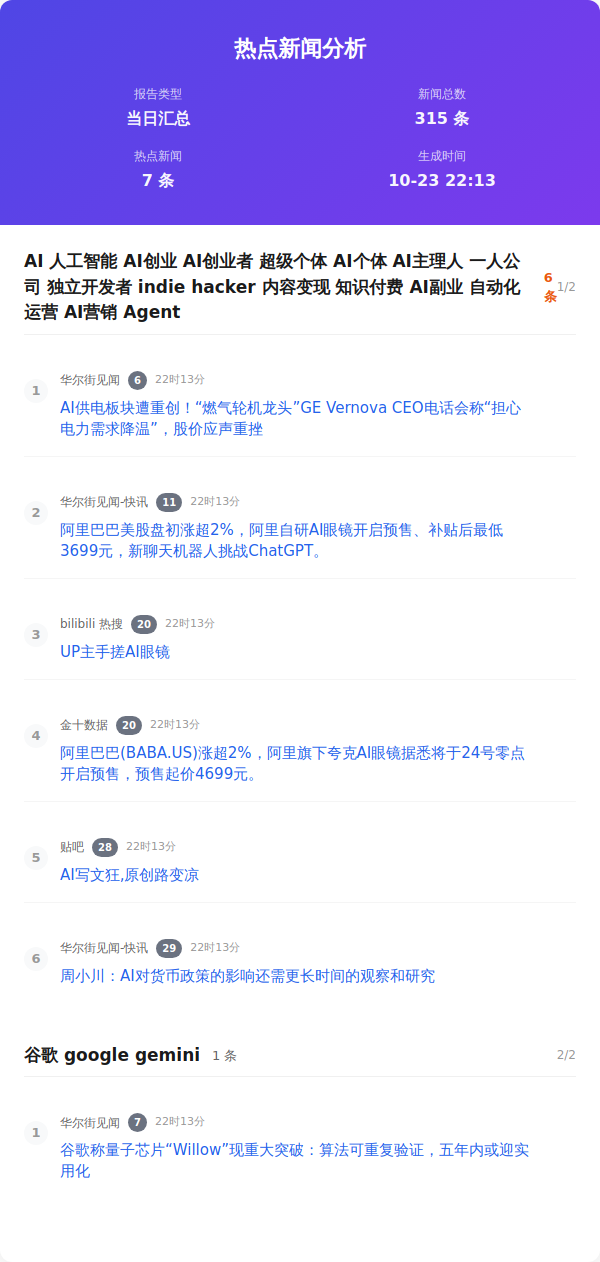 热点新闻分析
报告类型
新闻总数
当日汇总
315 条
热点新闻
生成时间
7 条
10-23 22:13
AI 人工智能 AI创业 AI创业者 超级个体 AI个体 AI主理人 一人公
司 独立开发者 indie hacker 内容变现 知识付费 AI副业 自动化
运营 AI营销 Agent
6
条
1/2
1
华尔街见闻 6 22时13分
AI供电板块遭重创！“燃气轮机龙头”GE Vernova CEO电话会称“担心
电力需求降温”，股价应声重挫
2
华尔街见闻-快讯 11 22时13分
阿里巴巴美股盘初涨超2%，阿里自研AI眼镜开启预售、补贴后最低
3699元，新聊天机器人挑战ChatGPT。
3
bilibili 热搜 20 22时13分
UP主手搓AI眼镜
4
金十数据 20 22时13分
阿里巴巴(BABA.US)涨超2%，阿里旗下夸克AI眼镜据悉将于24号零点
开启预售，预售起价4699元。
5
贴吧 28 22时13分
AI写文狂,原创路变凉
6
华尔街见闻-快讯 29 22时13分
周小川：AI对货币政策的影响还需更长时间的观察和研究
谷歌 google gemini 1 条 2/2
1
华尔街见闻 7 22时13分
谷歌称量子芯片“Willow”现重大突破：算法可重复验证，五年内或迎实
用化